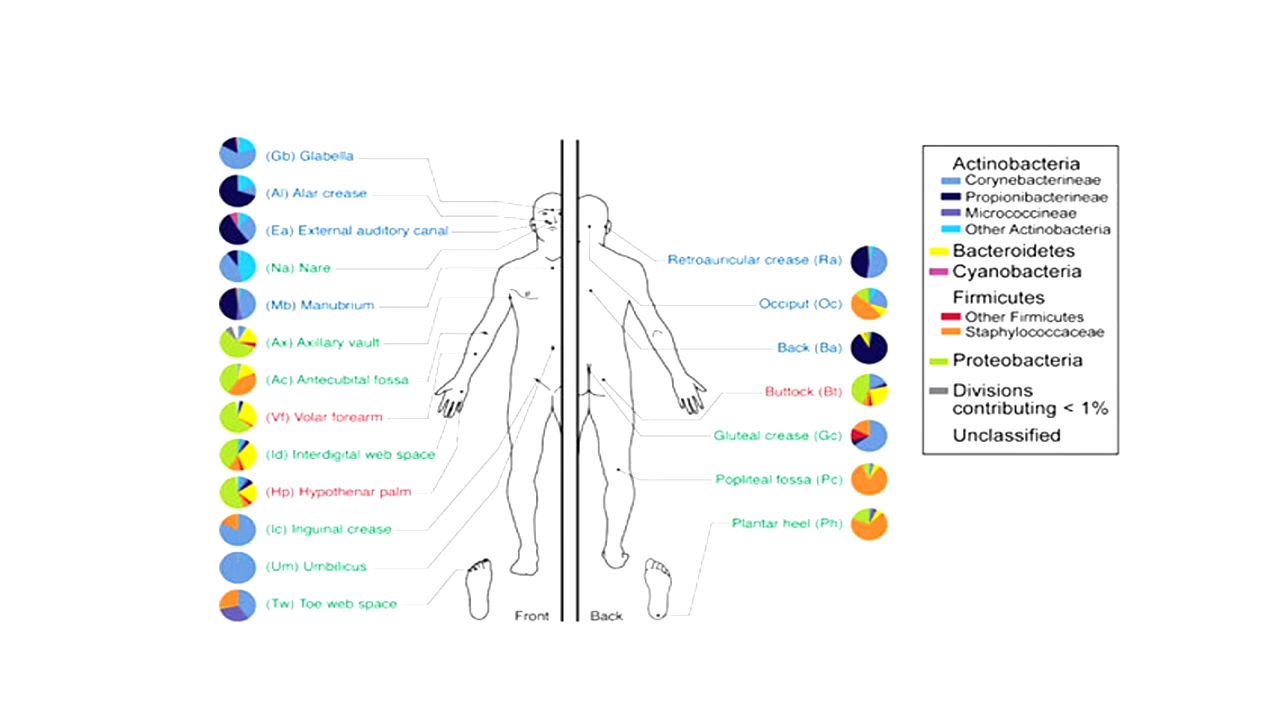 (Gb) Glabella
(Al) Alar crease
(Ea) External auditory canal
(Na) Nare
(Mb) Manubrium
(Ax) Axillary vault
(Ac) Antecubital fossa
(Vf) Volar forearm
(Id) Interdigital web space
(Hp) Hypothenar palm
(Ic) Inguinal crease
(Um) Umbilicus
(Tw) Toe web space
Front
Back
Retroauricular crease (Ra)
Occiput (Oc)
Back (Ba)
Buttock (Bt)
Gluteal crease (Gc)
Popliteal fossa (Pc)
Plantar heel (Ph)
Actinobacteria
Corynebacterineae
Propionibacterineae
Micrococcineae
Other Actinobacteria
Bacteroidetes
Cyanobacteria
Firmicutes
Other Firmicutes
Staphylococcaceae
Proteobacteria
Divisions
contributing < 1%
Unclassified